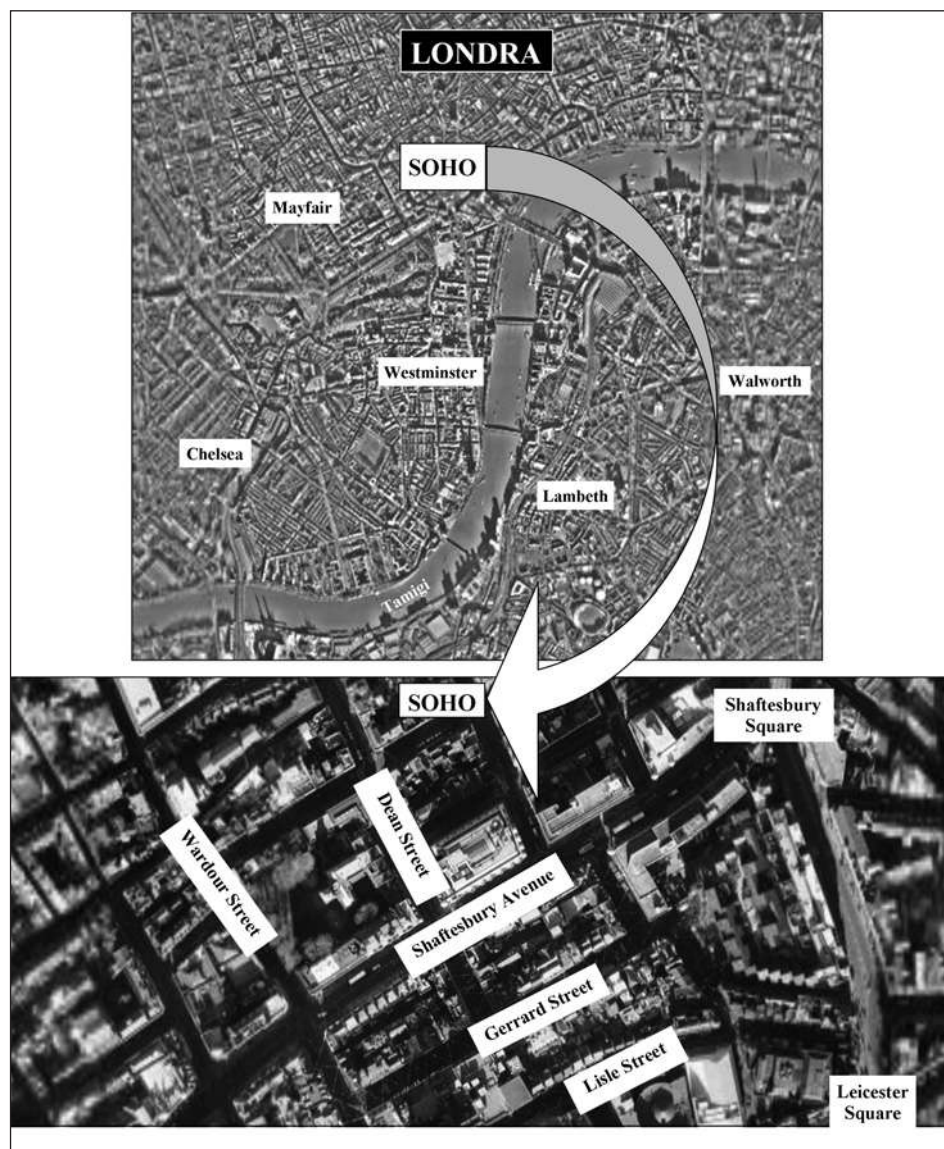 LONDRA
SOHO
Mayfair
Westminster
Walworth
Chelsea
Lambeth
Tamigi
SOHO
Shaftesbury
Square
Dean Street
Wardour Street
Shaftesbury Avenue
Gerrard Street
Lisle Street
Leicester
Square